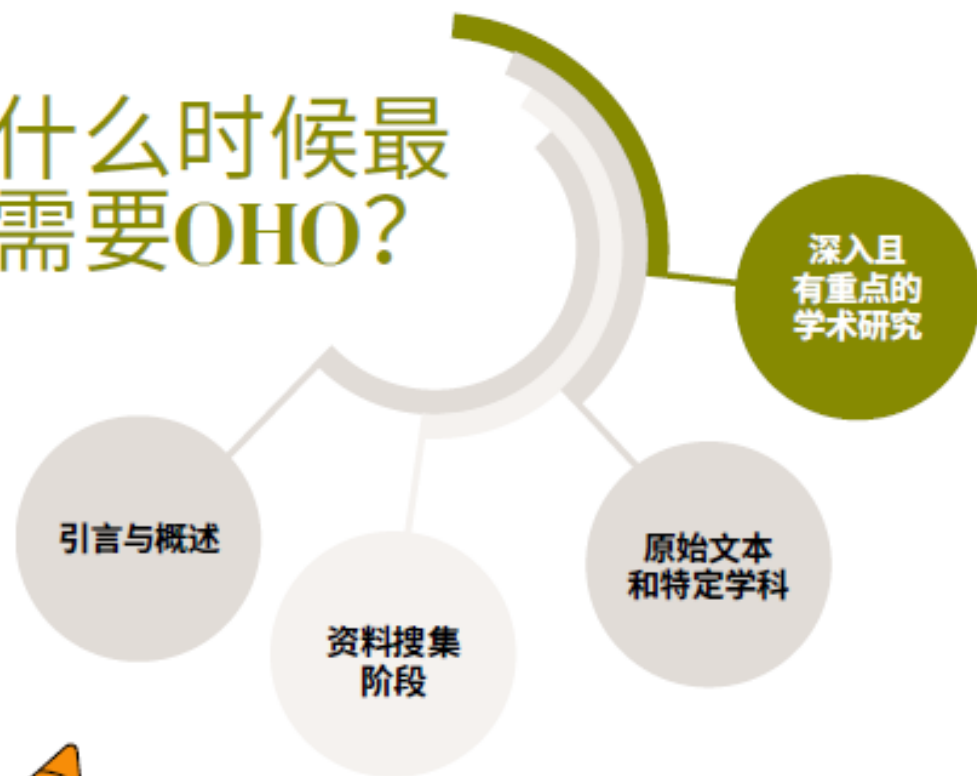 什么时候最
需要OHO？
深入且
有重点的
学术研究
引言与概述
原始文本
和特定学科
资料搜集
阶段